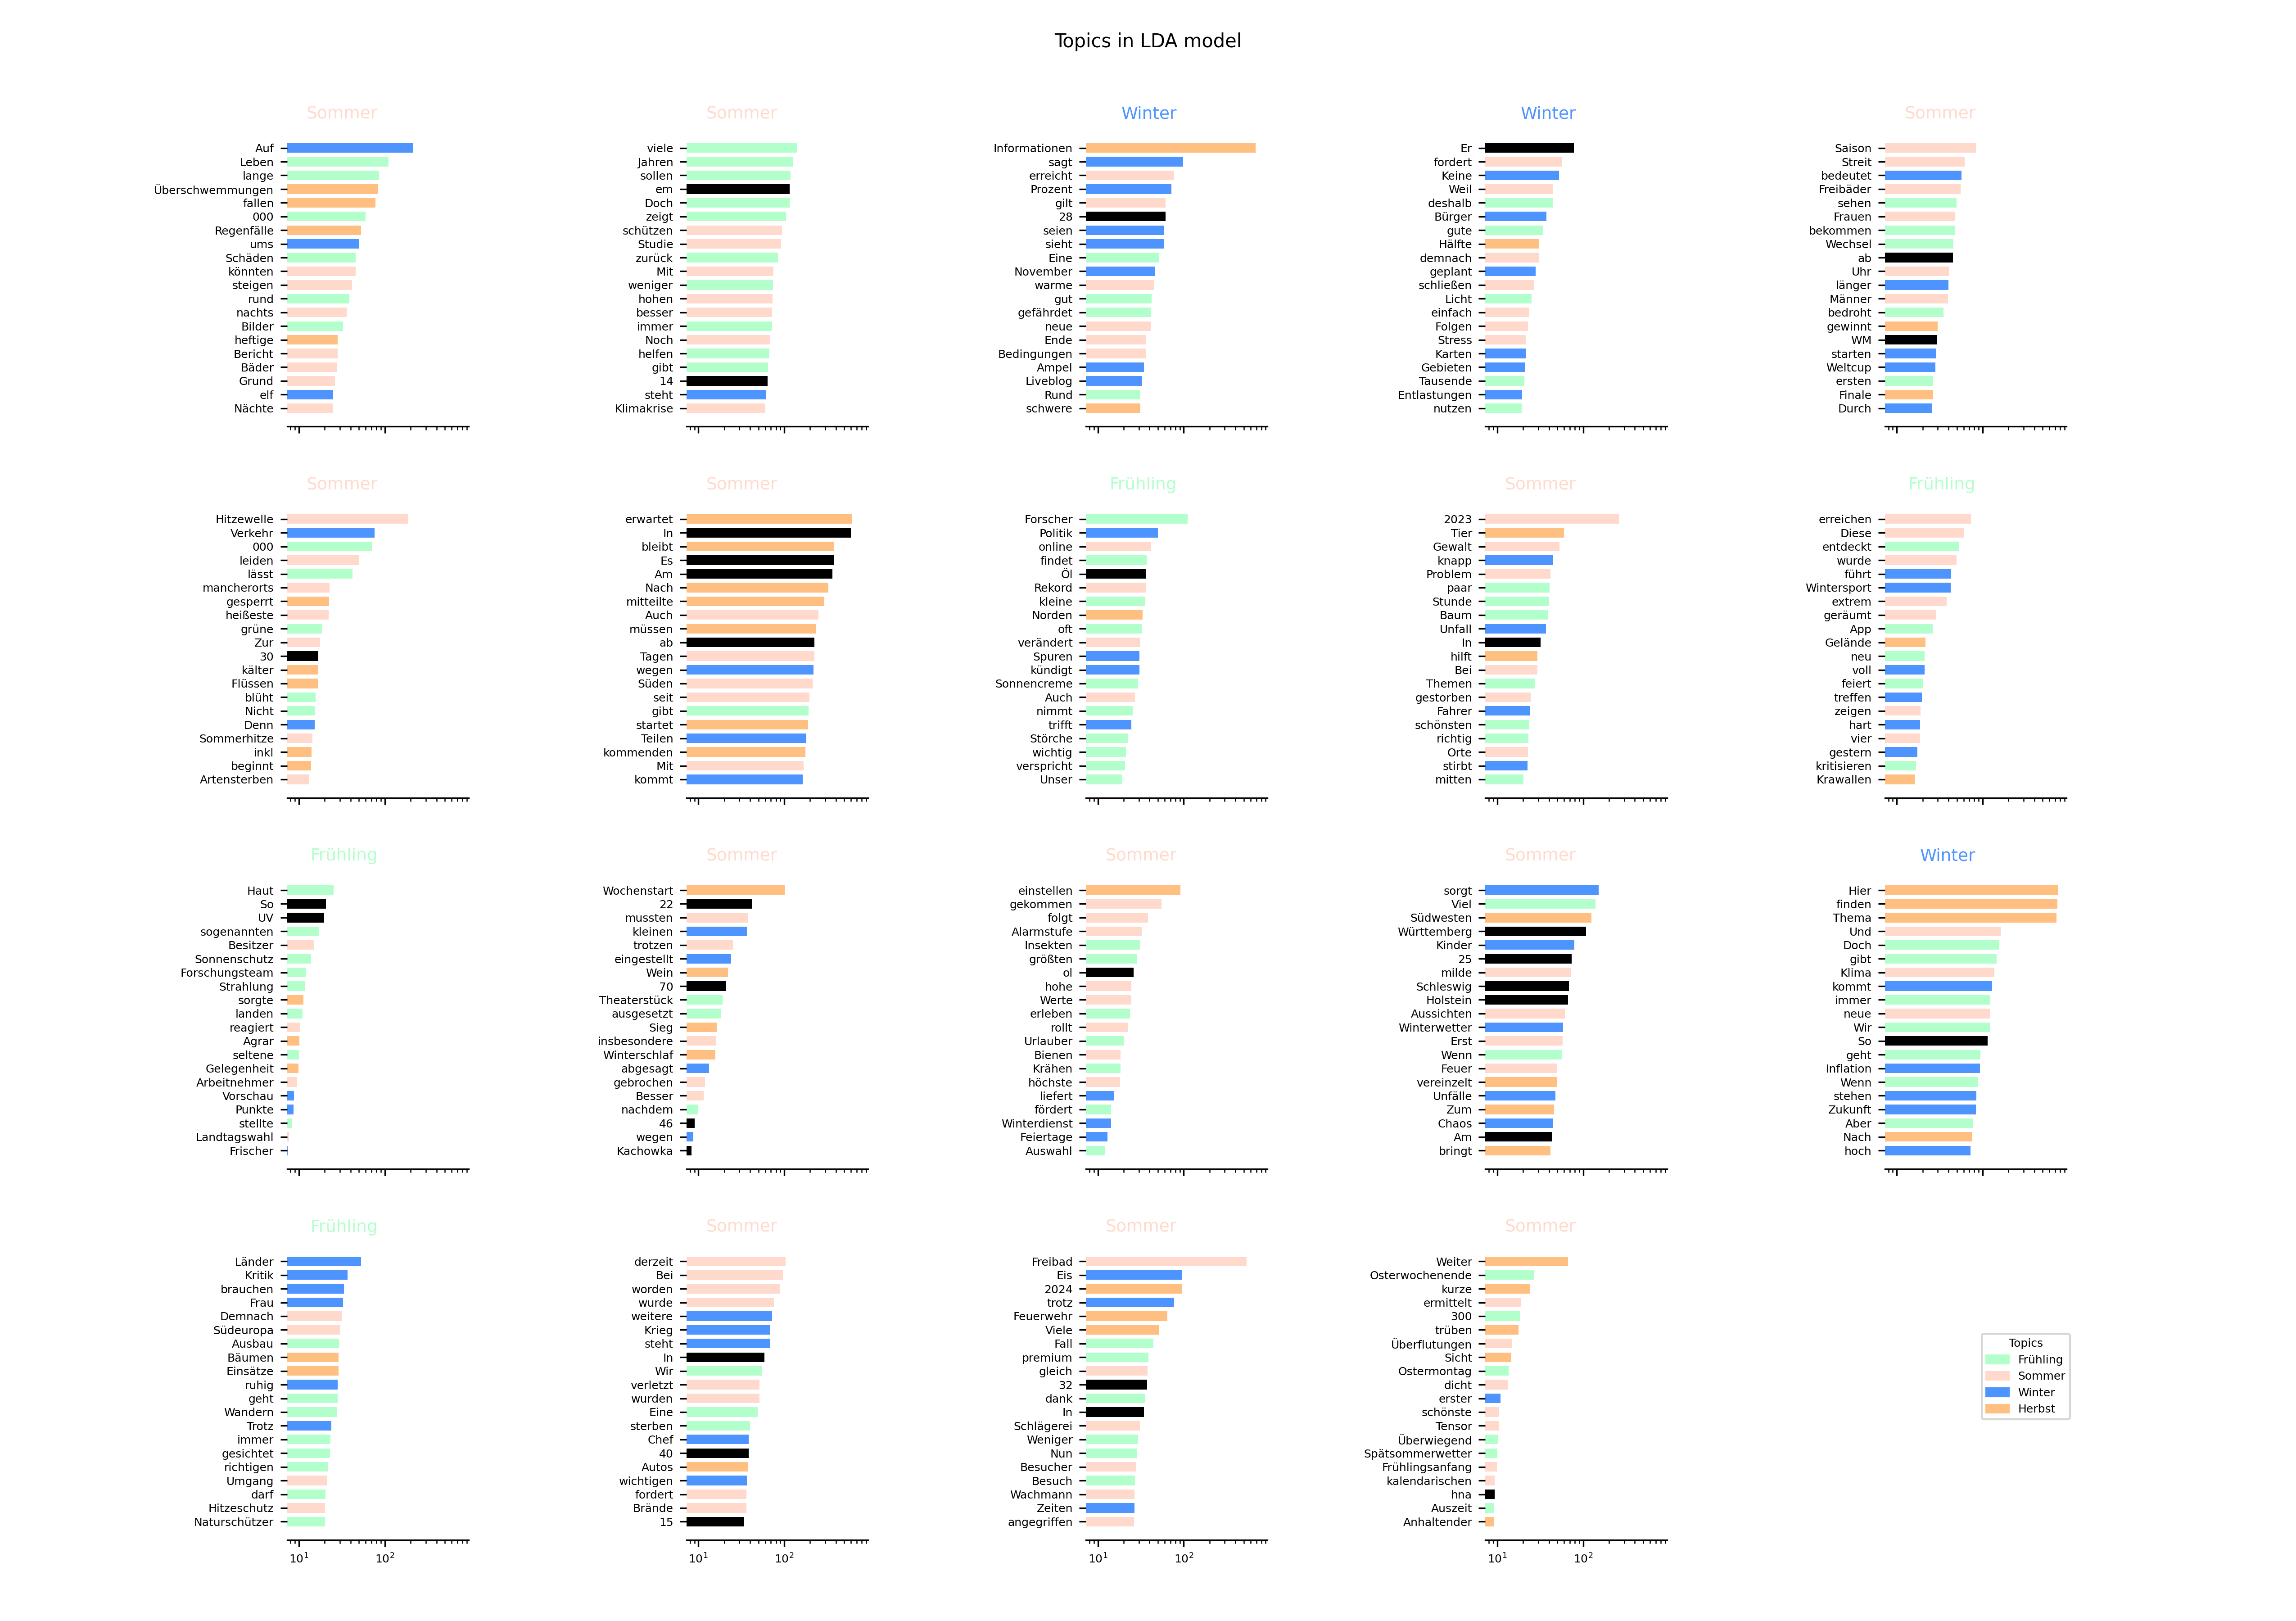 Topics in LDA model
Sommer
Auf
Leben
lange
Überschwemmungen
fallen
000
Regenfälle
ums
Schäden
könnten
steigen
rund
nachts
Bilder
heftige
Bericht
Bäder
Grund
elf
Nächte
Sommer
viele
Jahren
sollen
em
Doch
zeigt
schützen
Studie
zurück
Mit
weniger
hohen
besser
immer
Noch
helfen
gibt
14
steht
Klimakrise
Winter
Informationen
sagt
erreicht
Prozent
gilt
28
seien
sieht
Eine
November
warme
gut
gefährdet
neue
Ende
Bedingungen
Ampel
Liveblog
Rund
schwere
Winter
Er
fordert
Keine
Weil
deshalb
Bürger
gute
Hälfte
demnach
geplant
schließen
Licht
einfach
Folgen
Stress
Karten
Gebieten
Tausende
Entlastungen
nutzen
Sommer
Saison
Streit
bedeutet
Freibäder
sehen
Frauen
bekommen
Wechsel
ab
Uhr
länger
Männer
bedroht
gewinnt
WM
starten
Weltcup
ersten
Finale
Durch
Sommer
Hitzewelle
Verkehr
000
leiden
lässt
mancherorts
gesperrt
heißeste
grüne
Zur
30
kälter
Flüssen
blüht
Nicht
Denn
Sommerhitze
inkl
beginnt
Artensterben
Sommer
erwartet
In
bleibt
Es
Am
Nach
mitteilte
Auch
müssen
ab
Tagen
wegen
Süden
seit
gibt
startet
Teilen
kommenden
Mit
kommt
Frühling
Forscher
Politik
online
findet
Öl
Rekord
kleine
Norden
oft
verändert
Spuren
kündigt
Sonnencreme
Auch
nimmt
trifft
Störche
wichtig
verspricht
Unser
Sommer
2023
Tier
Gewalt
knapp
Problem
paar
Stunde
Baum
Unfall
In
hilft
Bei
Themen
gestorben
Fahrer
schönsten
richtig
Orte
stirbt
mitten
Frühling
erreichen
Diese
entdeckt
wurde
führt
Wintersport
extrem
geräumt
App
Gelände
neu
voll
feiert
treffen
zeigen
hart
vier
gestern
kritisieren
Krawallen
Frühling
Haut
So
UV
sogenannten
Besitzer
Sonnenschutz
Forschungsteam
Strahlung
sorgte
landen
reagiert
Agrar
seltene
Gelegenheit
Arbeitnehmer
Vorschau
Punkte
stellte
Landtagswahl
Frischer
Sommer
Wochenstart
22
mussten
kleinen
trotzen
eingestellt
Wein
70
Theaterstück
ausgesetzt
Sieg
insbesondere
Winterschlaf
abgesagt
gebrochen
Besser
nachdem
46
wegen
Kachowka
Sommer
einstellen
gekommen
folgt
Alarmstufe
Insekten
größten
ol
hohe
Werte
erleben
rollt
Urlauber
Bienen
Krähen
höchste
liefert
fördert
Winterdienst
Feiertage
Auswahl
Sommer
sorgt
Viel
Südwesten
Württemberg
Kinder
25
milde
Schleswig
Holstein
Aussichten
Winterwetter
Erst
Wenn
Feuer
vereinzelt
Unfälle
Zum
Chaos
Am
bringt
Winter
Hier
finden
Thema
Und
Doch
gibt
Klima
kommt
immer
neue
Wir
So
geht
Inflation
Wenn
stehen
Zukunft
Aber
Nach
hoch
Frühling
Länder
Kritik
brauchen
Frau
Demnach
Südeuropa
Ausbau
Bäumen
Einsätze
ruhig
geht
Wandern
Trotz
immer
gesichtet
richtigen
Umgang
darf
Hitzeschutz
Naturschützer
10¹ 10²
Sommer
derzeit
Bei
worden
wurde
weitere
Krieg
steht
In
Wir
verletzt
wurden
Eine
sterben
Chef
40
Autos
wichtigen
fordert
Brände
15
10¹ 10²
Sommer
Freibad
Eis
2024
trotz
Feuerwehr
Viele
Fall
premium
gleich
32
dank
In
Schlägerei
Weniger
Nun
Besucher
Besuch
Wachmann
Zeiten
angegriffen
10¹ 10²
Sommer
Weiter
Osterwochenende
kurze
ermittelt
300
trüben
Überflutungen
Sicht
Ostermontag
dicht
erster
schönste
Tensor
Überwiegend
Spätsommerwetter
Frühlingsanfang
kalendarischen
hna
Auszeit
Anhaltender
10¹ 10²
Topics
Frühling
Sommer
Winter
Herbst